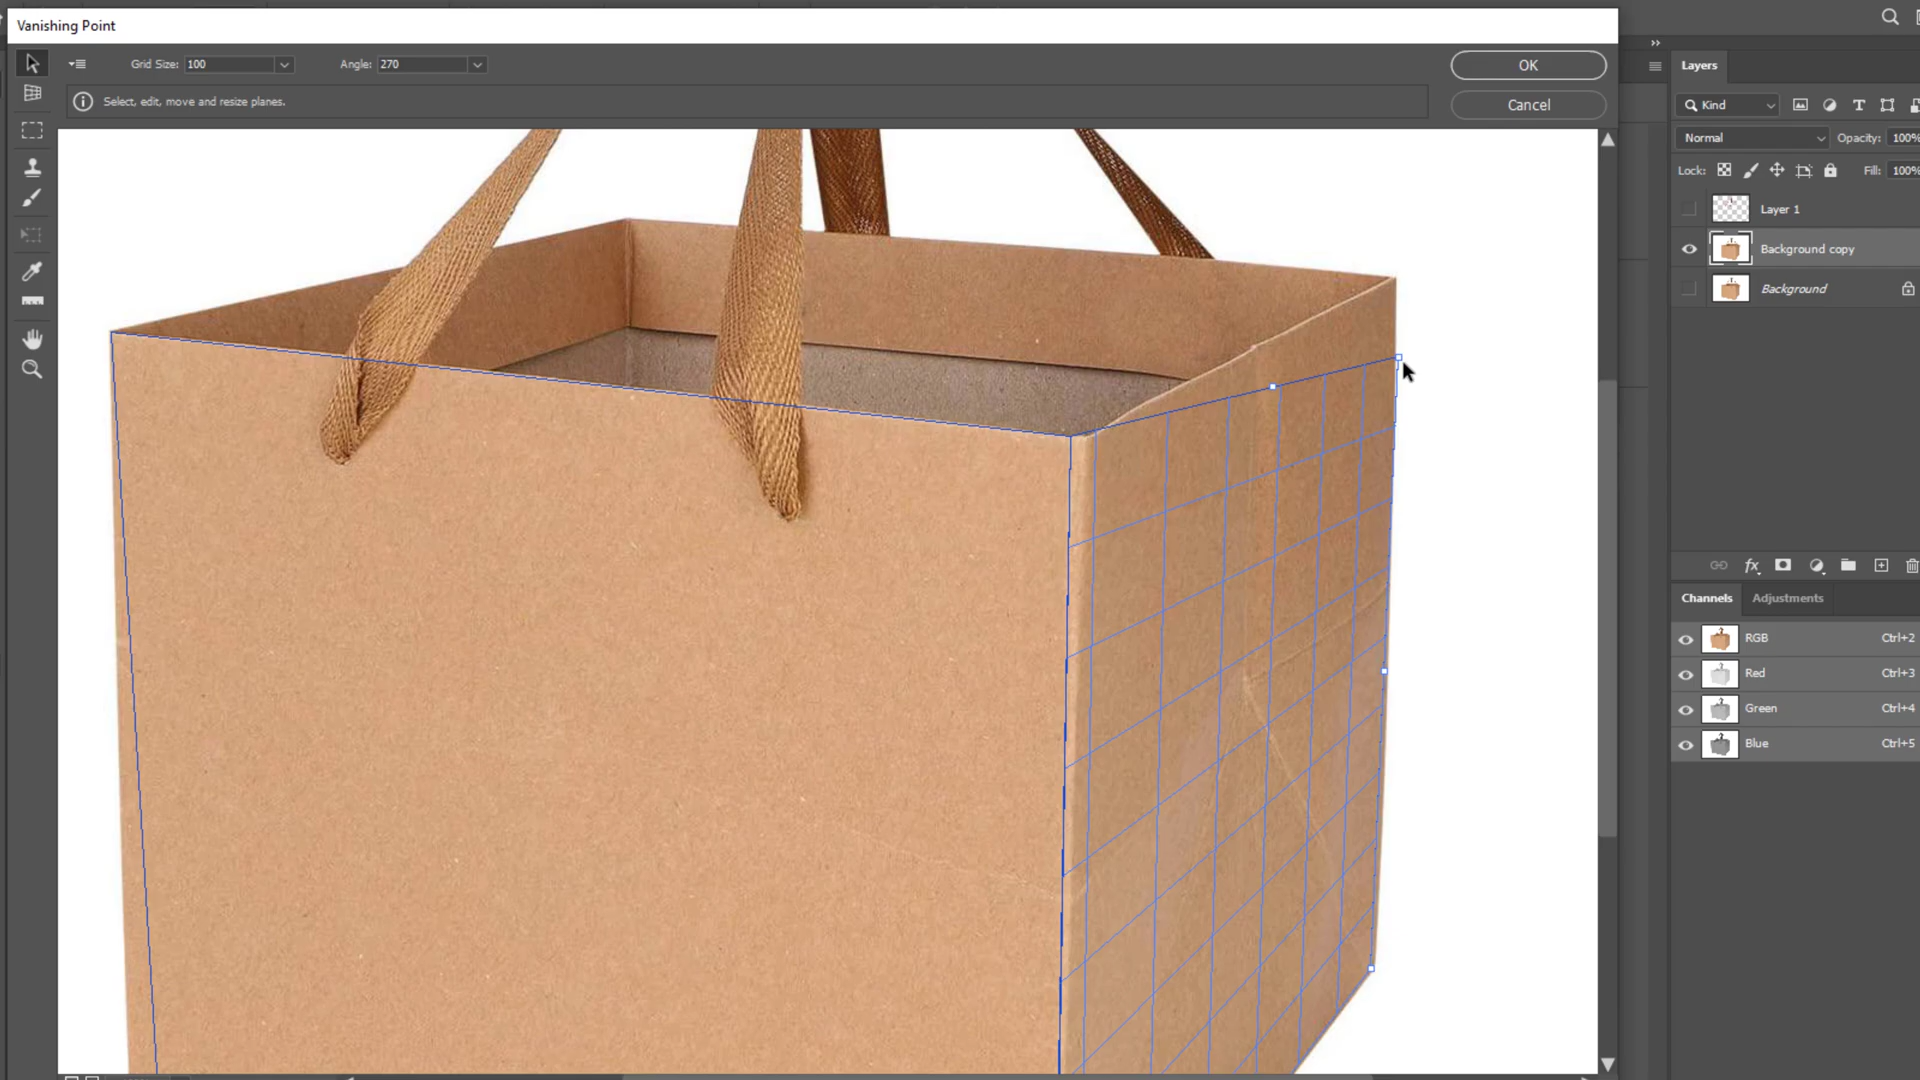 Vanishing Point
Grid Size: 100
Angle: 270
OK
Select, edit, move and resize planes.
Cancel
Layers
Kind
Normal
Opacity: 100%
Lock:
Fill: 100%
Layer 1
Background copy
Background
fx
Channels
Adjustments
RGB
Ctrl+2
Red
Ctrl+3
Green
Ctrl+4
Blue
Ctrl+5